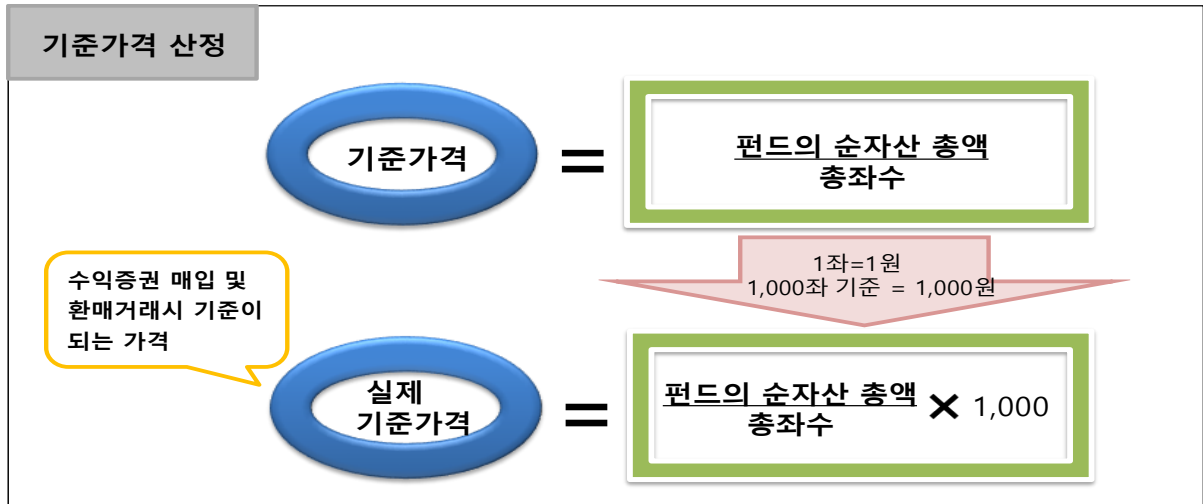 기준가격 산정
기준가격
=
펀드의 순자산 총액
총좌수
1좌=1원
1,000좌 기준 = 1,000원
수익증권 매입 및
환매거래시 기준이
되는 가격
실제
기준가격
=
펀드의 순자산 총액
총좌수
× 1,000